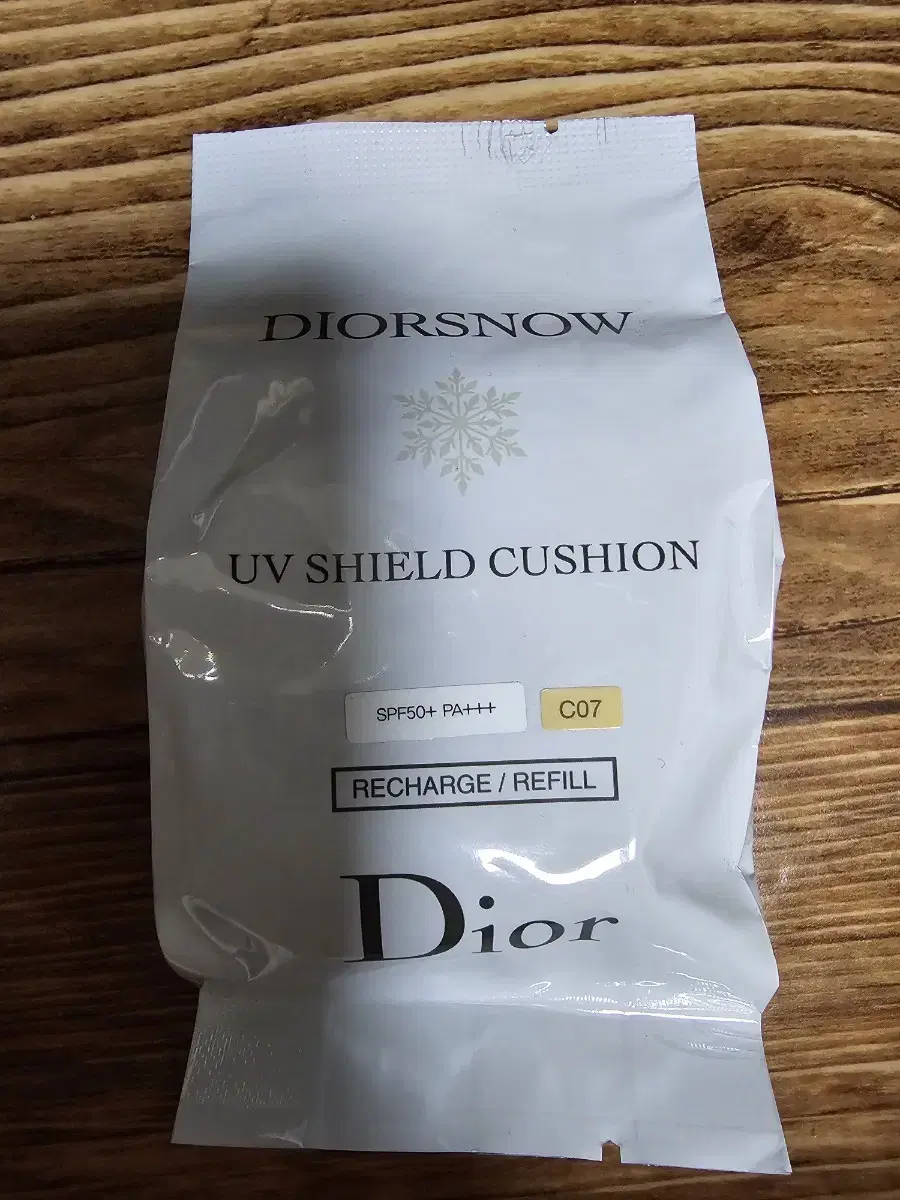 DIORSNOW
UV SHIELD CUSHION
SPF50+ PA+++ C07
RECHARGE / REFILL
Dior